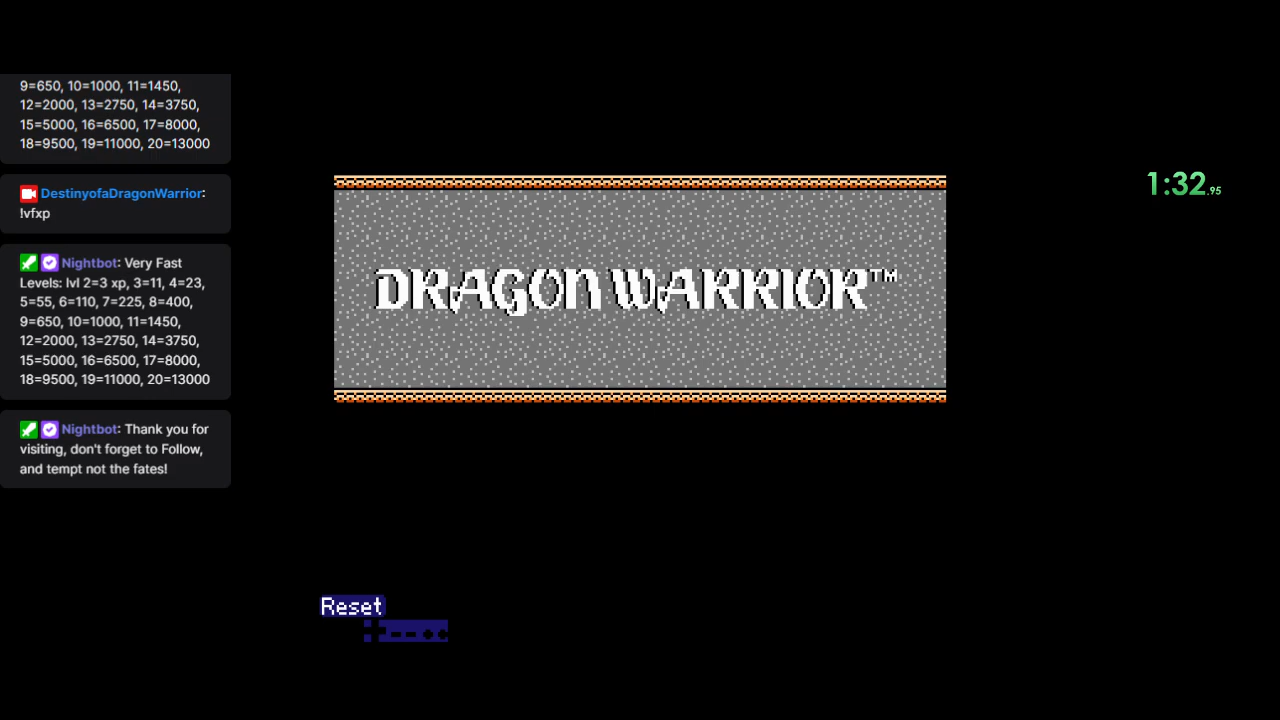 9=650, 10=1000, 11=1450,
12=2000, 13=2750, 14=3750,
15=5000, 16=6500, 17=8000,
18=9500, 19=11000, 20=13000
DestinyofaDragonWarrior:
!vfxp
Nightbot: Very Fast
Levels: lvl 2=3 xp, 3=11, 4=23,
5=55, 6=110, 7=225, 8=400,
9=650, 10=1000, 11=1450,
12=2000, 13=2750, 14=3750,
15=5000, 16=6500, 17=8000,
18=9500, 19=11000, 20=13000
Nightbot: Thank you for
visiting, don't forget to Follow,
and tempt not the fates!
DRAGON WARRIOR™
1:32.95
Reset